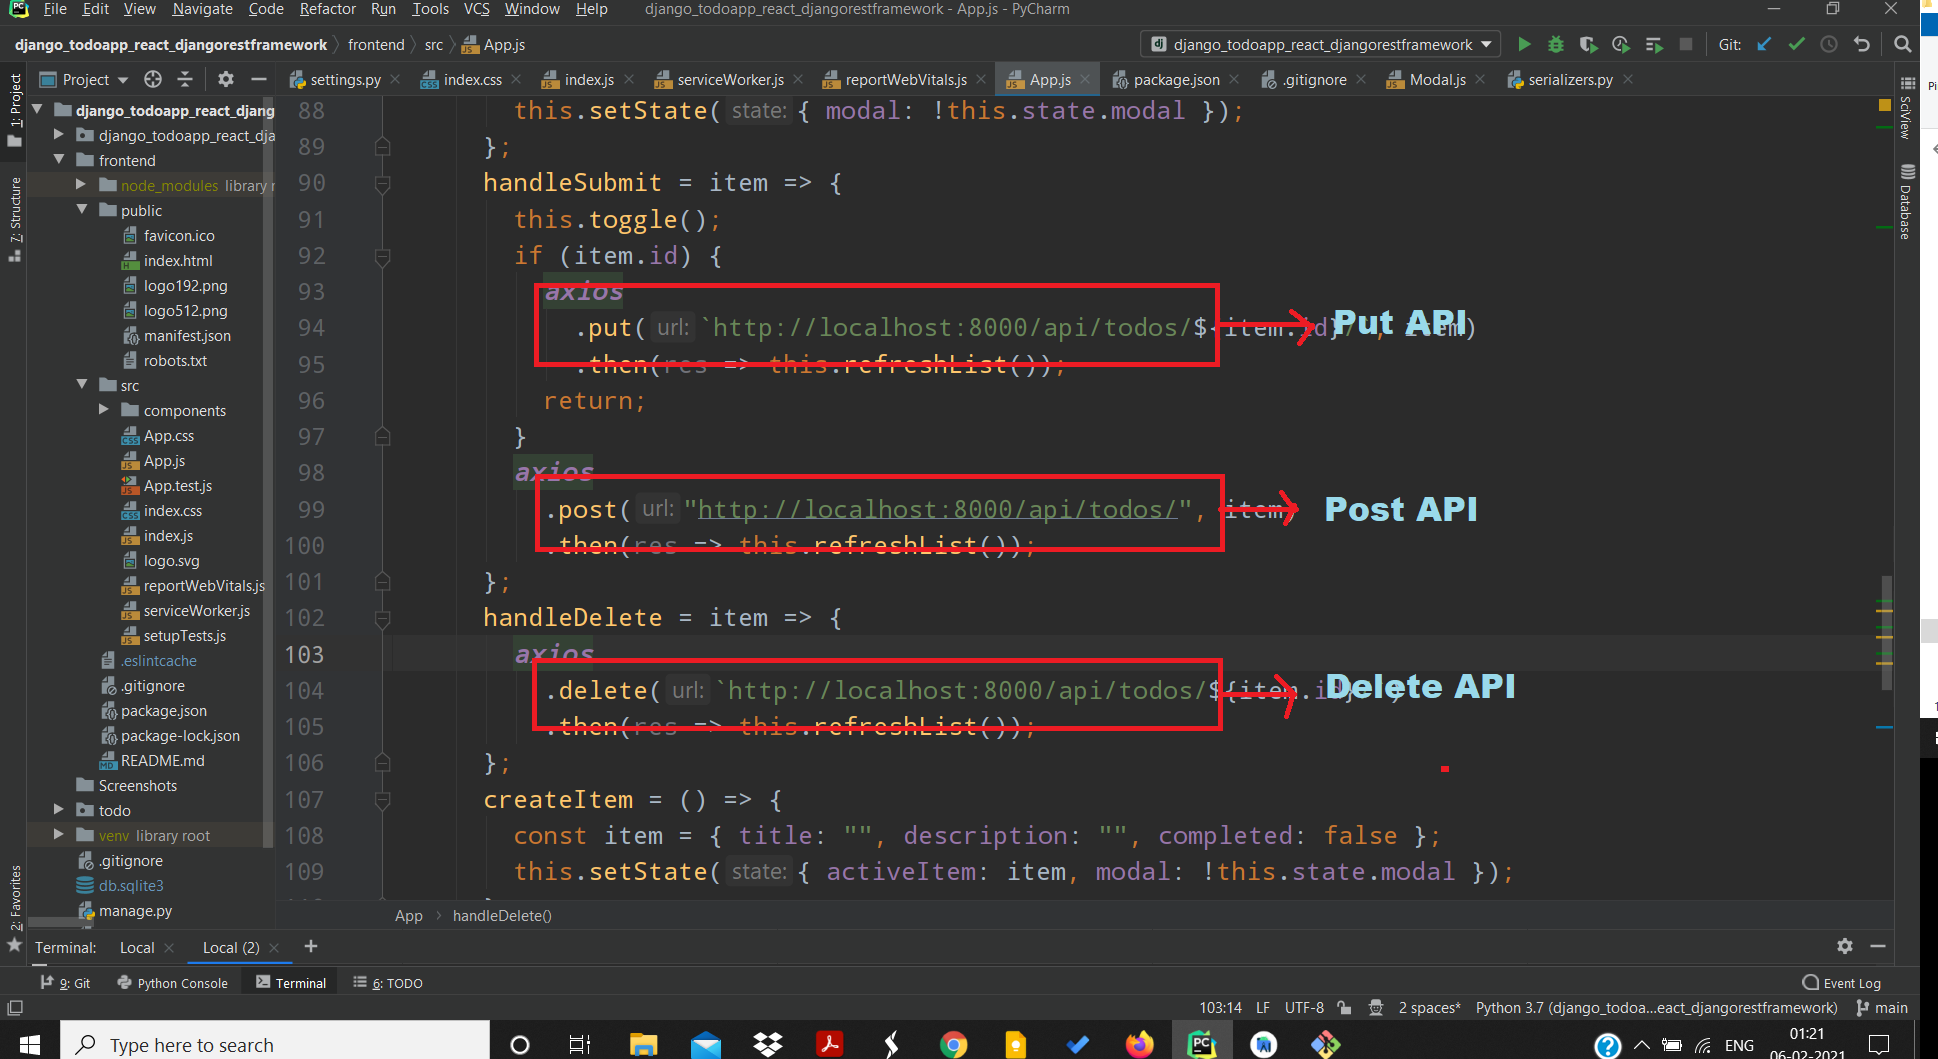 File Edit View Navigate Code Refactor Run Tools VCS Window Help django_todoapp_react_djangorestframework - App.js - PyCharm
django_todoapp_react_djangorestframework frontend src App.js django_todoapp_react_djangorestframework Git:
Project settings.py index.css index.js serviceWorker.js reportWebVitals.js App.js package.json .gitignore Modal.js serializers.py
1: Project
7: Structure
2: Favorites
SciView
Database
django_todoapp_react_djang
django_todoapp_react_dja
frontend
node_modules library r
public
favicon.ico
index.html
logo192.png
logo512.png
manifest.json
robots.txt
src
components
App.css
App.js
App.test.js
index.css
index.js
logo.svg
reportWebVitals.js
serviceWorker.js
setupTests.js
.eslintcache
.gitignore
package.json
package-lock.json
README.md
Screenshots
todo
venv library root
.gitignore
db.sqlite3
manage.py
88 this.setState( state: { modal: !this.state.modal });
89 };
90 handleSubmit = item => {
91 this.toggle();
92 if (item.id) {
93 axios
94 .put( url: `http://localhost:8000/api/todos/${item.id}/`, item)
Put API
95 .then(res => this.refreshList());
96 return;
97 }
98 axios
99 .post( url: "http://localhost:8000/api/todos/", item)
Post API
100 .then(res => this.refreshList());
101 };
102 handleDelete = item => {
103 axios
104 .delete( url: `http://localhost:8000/api/todos/${item.id}
Delete API
105 .then(res => this.refreshList());
106 };
107 createItem = () => {
108 const item = { title: "", description: "", completed: false };
109 this.setState( state: { activeItem: item, modal: !this.state.modal });
App handleDelete()
Terminal: Local Local (2) +
9: Git Python Console Terminal 6: TODO Event Log
103:14 LF UTF-8 2 spaces* Python 3.7 (django_todoa...eact_djangorestframework) main
Type here to search ENG 01:21
06-02-2021